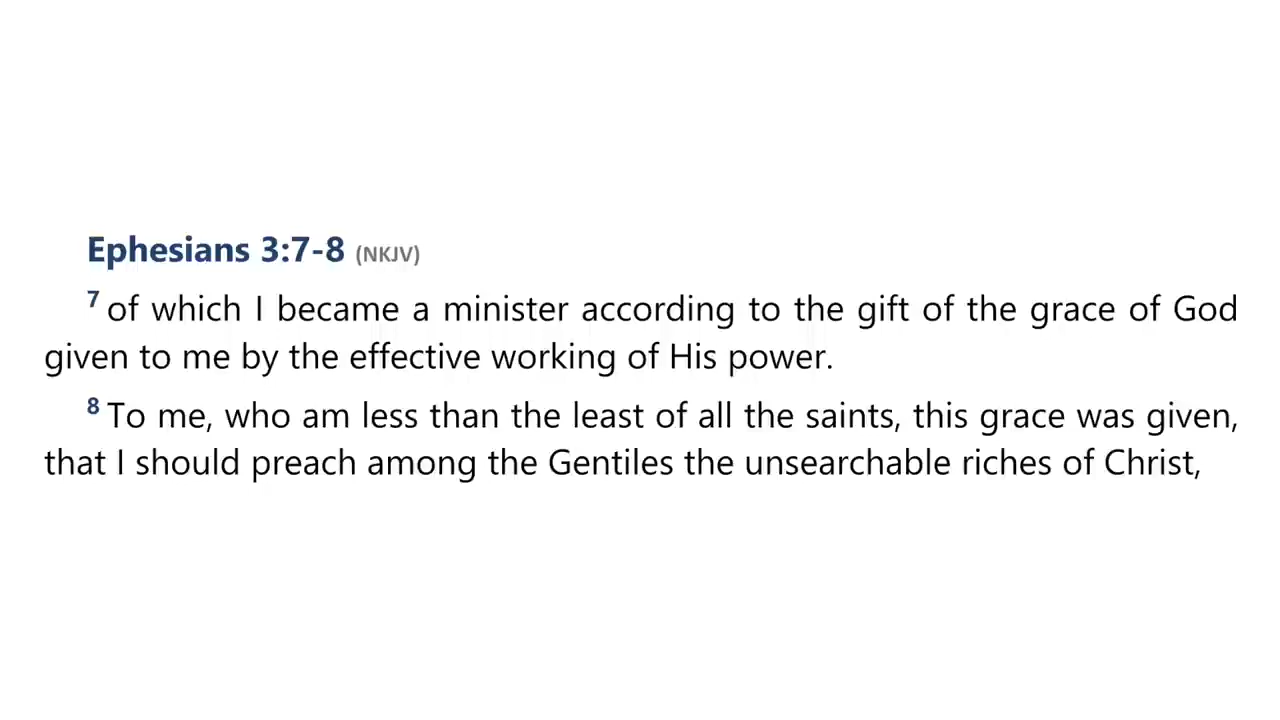 Ephesians 3:7-8 (NKJV)
7 of which I became a minister according to the gift of the grace of God
given to me by the effective working of His power.
8 To me, who am less than the least of all the saints, this grace was given,
that I should preach among the Gentiles the unsearchable riches of Christ,